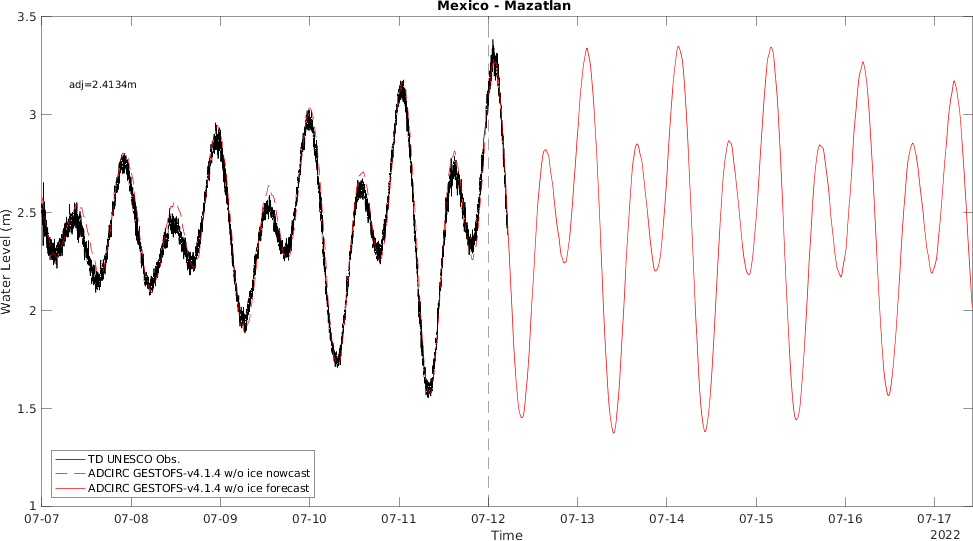 Mexico - Mazatlan
3.5
3
2.5
2
1.5
1
Water Level (m)
adj=2.4134m
TD UNESCO Obs.
ADCIRC GESTOFS-v4.1.4 w/o ice nowcast
ADCIRC GESTOFS-v4.1.4 w/o ice forecast
07-07 07-08 07-09 07-10 07-11 07-12 07-13 07-14 07-15 07-16 07-17
Time
2022